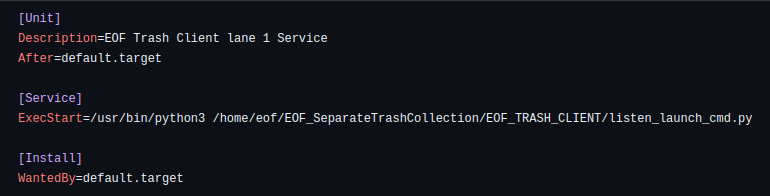 [Unit]
Description=EOF Trash Client lane 1 Service
After=default.target
[Service]
ExecStart=/usr/bin/python3 /home/eof/EOF_SeparateTrashCollection/EOF_TRASH_CLIENT/listen_launch_cmd.py
[Install]
WantedBy=default.target